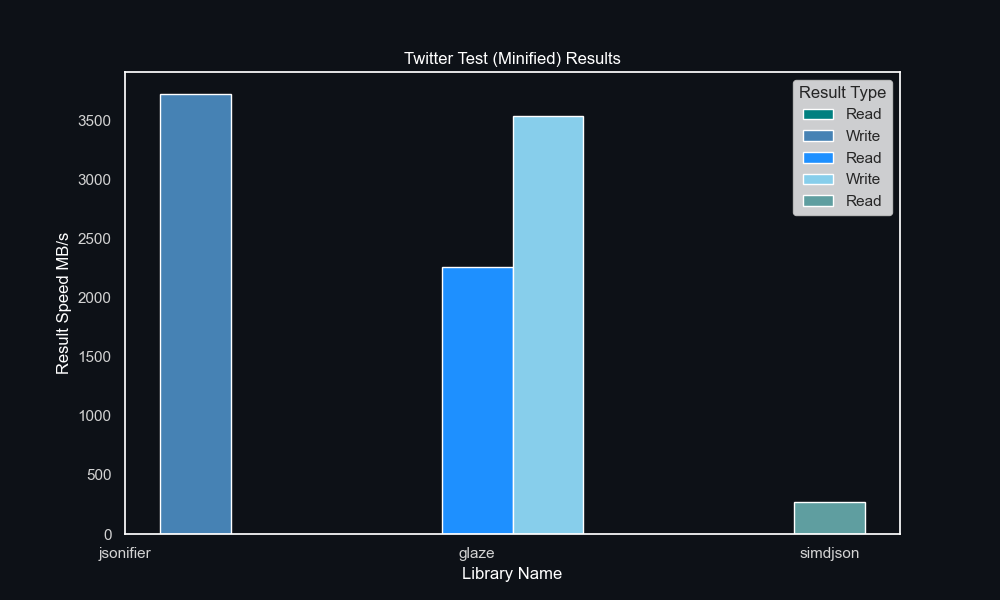 Twitter Test (Minified) Results
Result Type
Read
Write
Read
Write
Read
Result Speed MB/s
3500
3000
2500
2000
1500
1000
500
0
jsonifier glaze simdjson
Library Name